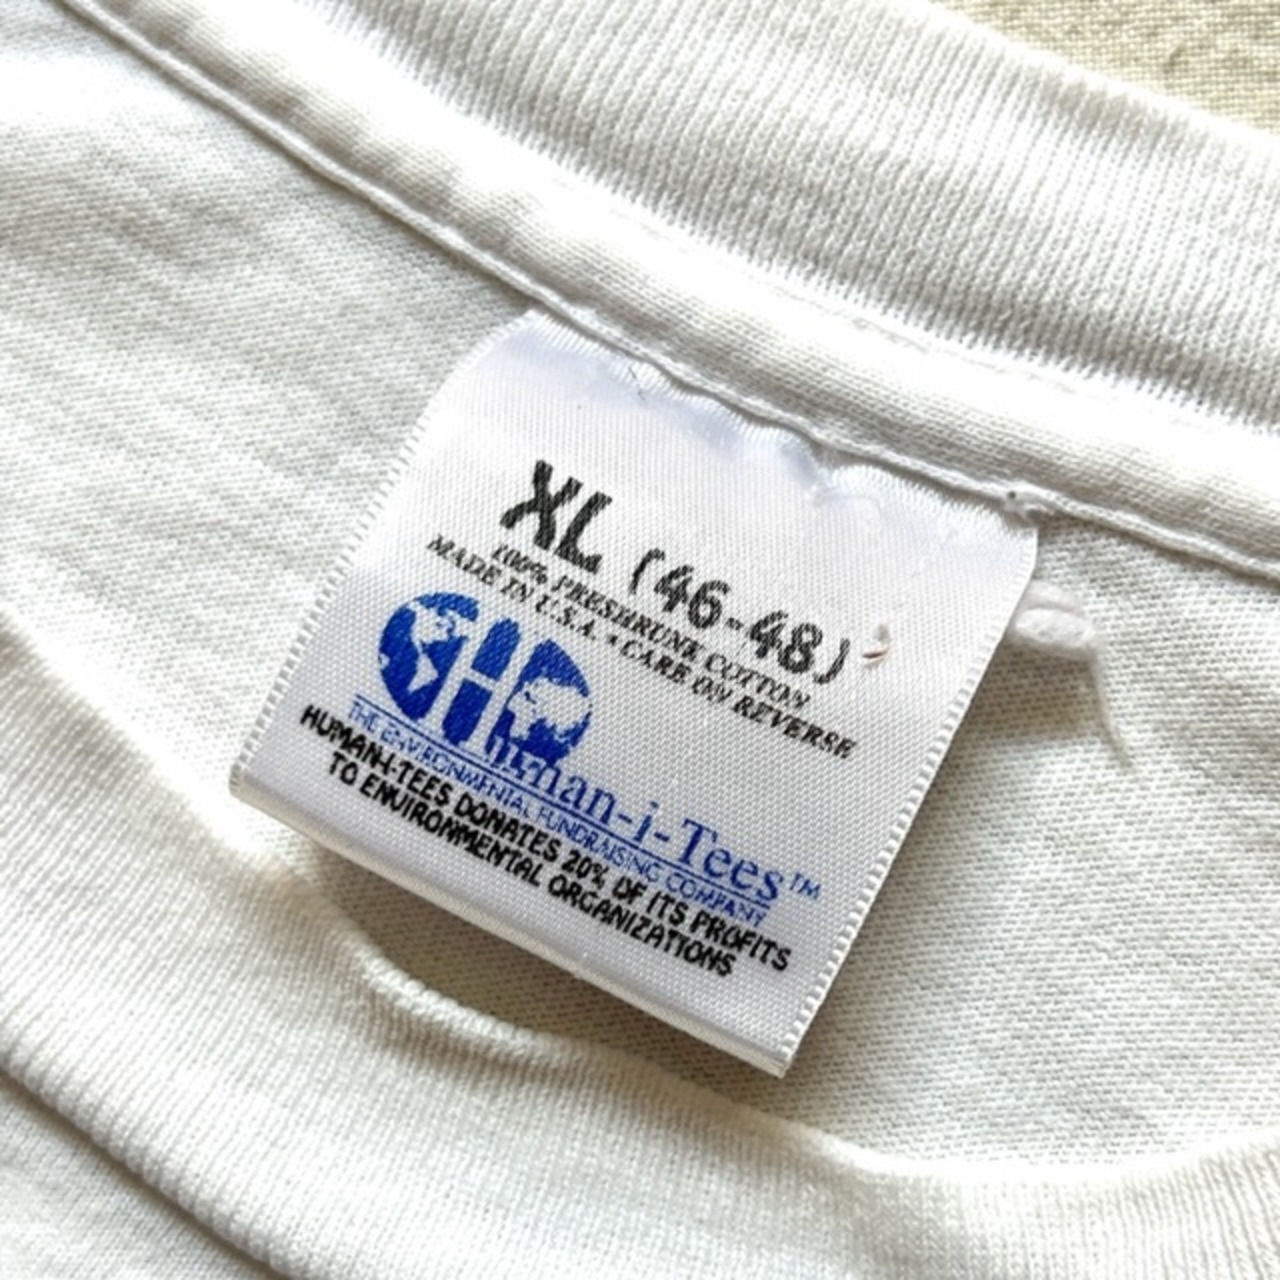 XL (46-48)
100% PRESHRUNK COTTON
MADE IN U.S.A. • CARE ON REVERSE
Human-i-Tees™
THE ENVIRONMENTAL FUNDRAISING COMPANY
HUMAN-I-TEES DONATES 20% OF ITS PROFITS
TO ENVIRONMENTAL ORGANIZATIONS